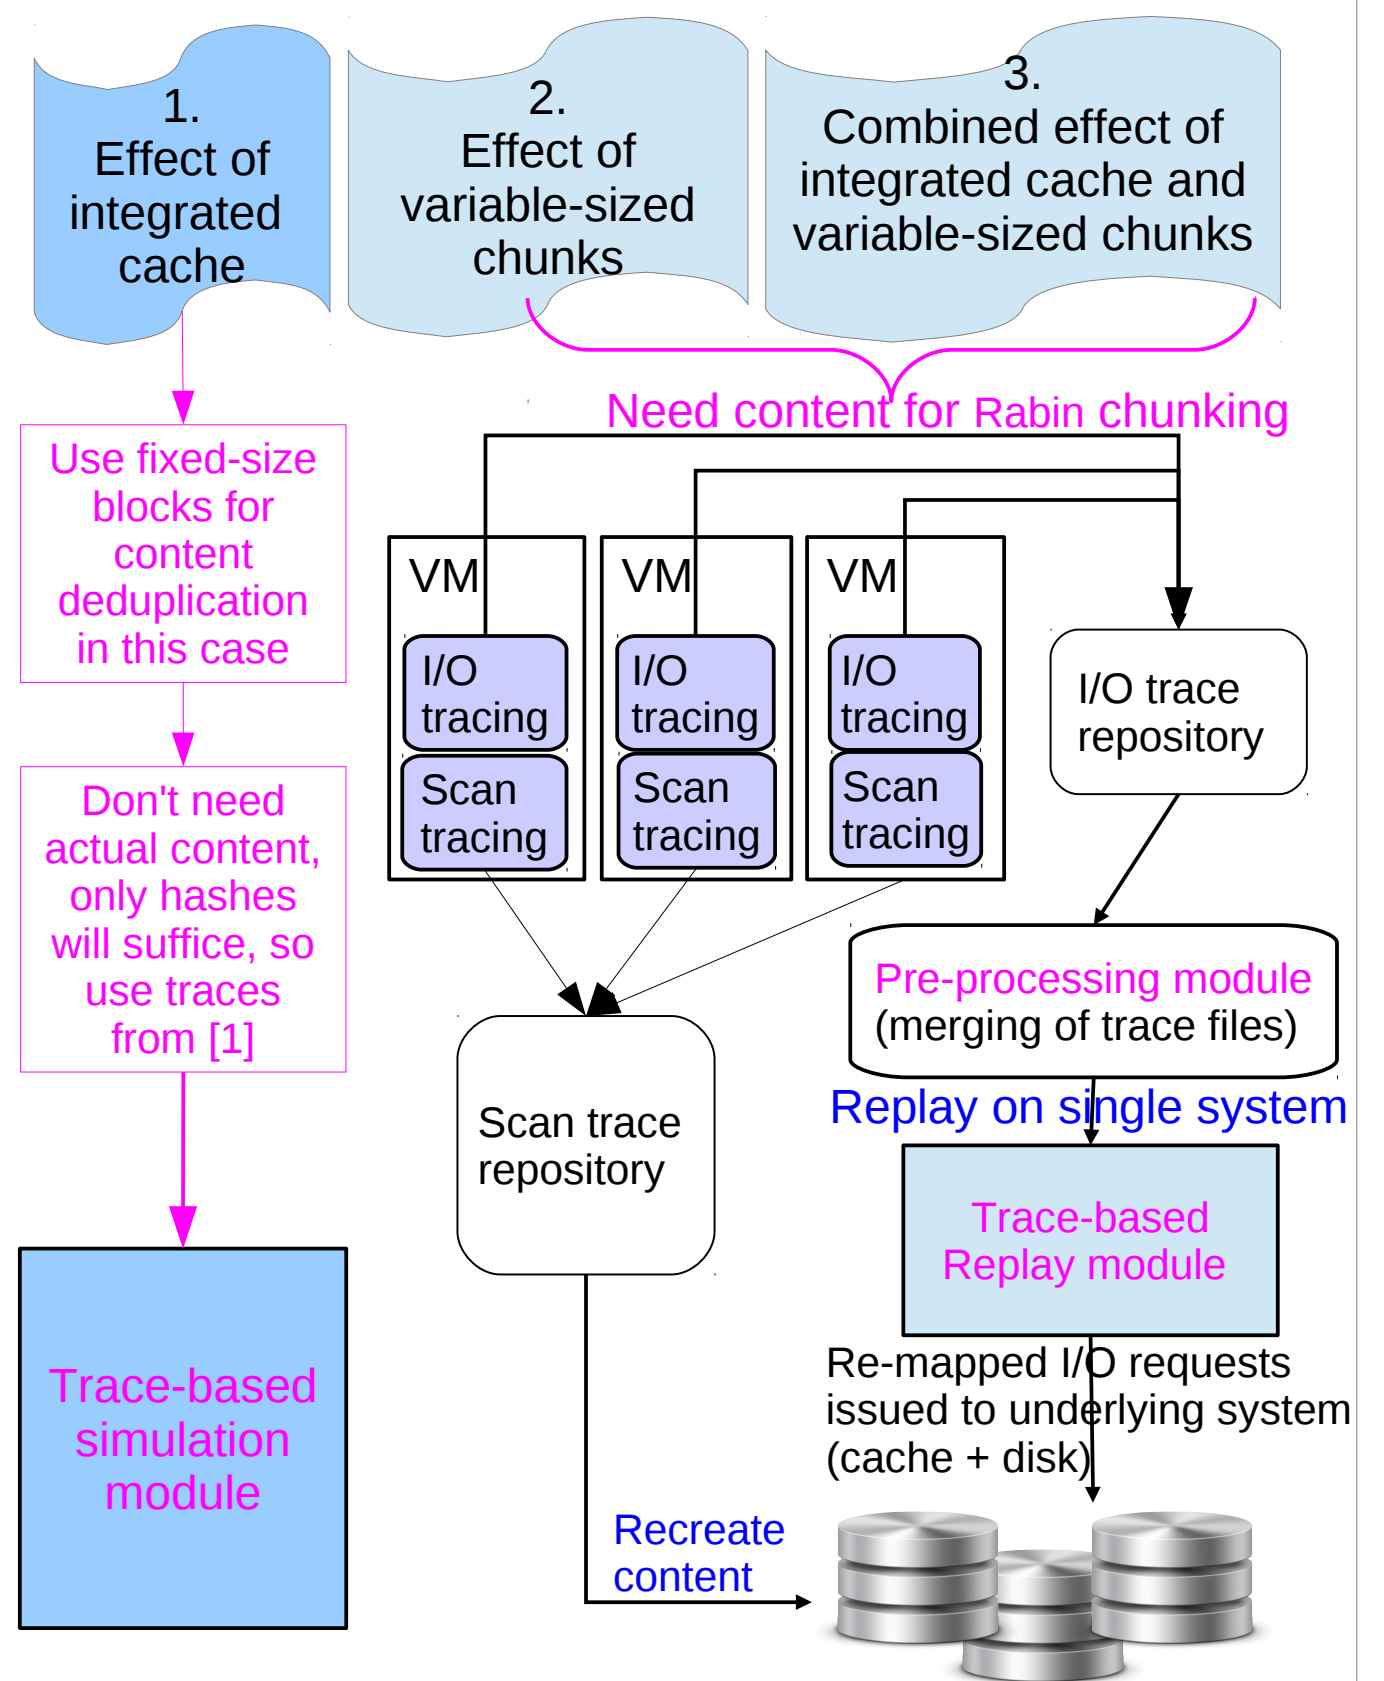 1.
Effect of
integrated
cache
2.
Effect of
variable-sized
chunks
3.
Combined effect of
integrated cache and
variable-sized chunks
Need content for Rabin chunking
Use fixed-size
blocks for
content
deduplication
in this case
Don't need
actual content,
only hashes
will suffice, so
use traces
from [1]
Trace-based
simulation
module
VM
I/O
tracing
Scan
tracing
VM
I/O
tracing
Scan
tracing
VM
I/O
tracing
Scan
tracing
I/O trace
repository
Pre-processing module
(merging of trace files)
Replay on single system
Scan trace
repository
Trace-based
Replay module
Re-mapped I/O requests
issued to underlying system
(cache + disk)
Recreate
content